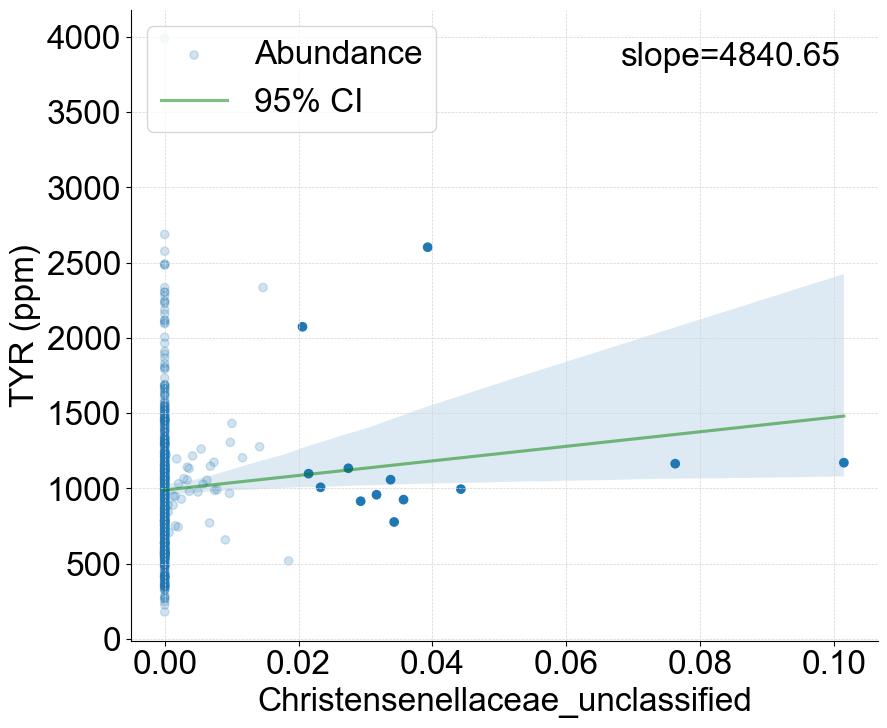 4000
3500
3000
2500
2000
1500
1000
500
0
TYR (ppm)
Abundance
95% CI
slope=4840.65
0.00 0.02 0.04 0.06 0.08 0.10
Christensenellaceae_unclassified